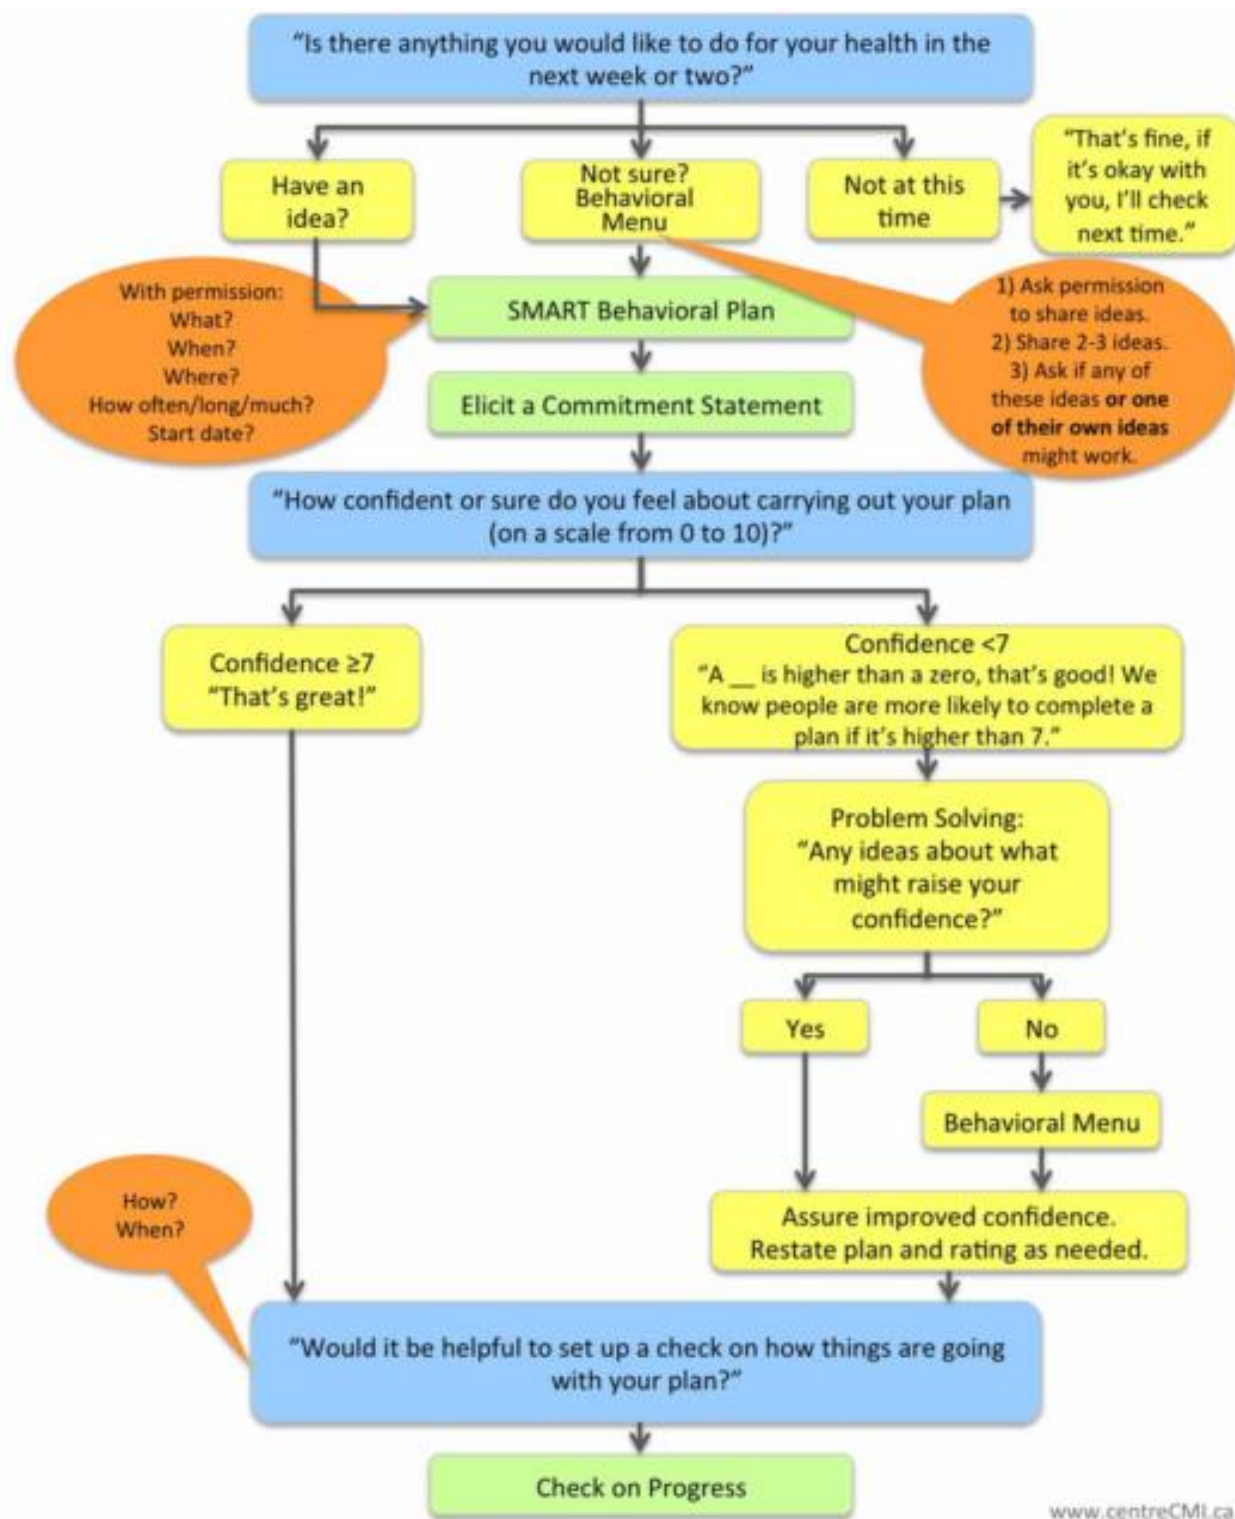 “Is there anything you would like to do for your health in the
next week or two?”
Have an
idea?
Not sure?
Behavioral
Menu
Not at this
time
“That’s fine, if
it’s okay with
you, I’ll check
next time.”
With permission:
What?
When?
Where?
How often/long/much?
Start date?
SMART Behavioral Plan
1) Ask permission
to share ideas.
2) Share 2-3 ideas.
3) Ask if any of
these ideas or one
of their own ideas
might work.
Elicit a Commitment Statement
“How confident or sure do you feel about carrying out your plan
(on a scale from 0 to 10)?”
Confidence ≥7
“That’s great!”
Confidence <7
“A __ is higher than a zero, that’s good! We
know people are more likely to complete a
plan if it’s higher than 7.”
Problem Solving:
“Any ideas about what
might raise your
confidence?”
Yes
No
Behavioral Menu
Assure improved confidence.
Restate plan and rating as needed.
How?
When?
“Would it be helpful to set up a check on how things are going
with your plan?”
Check on Progress
www.centreCMI.ca